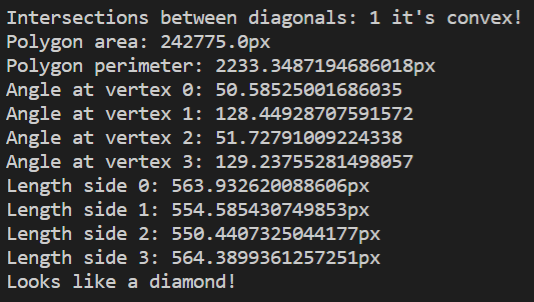 Intersections between diagonals: 1 it's convex!
Polygon area: 242775.0px
Polygon perimeter: 2233.3487194686018px
Angle at vertex 0: 50.58525001686035
Angle at vertex 1: 128.44928707591572
Angle at vertex 2: 51.72791009224338
Angle at vertex 3: 129.23755281498057
Length side 0: 563.932620088606px
Length side 1: 554.585430749853px
Length side 2: 550.4407325044177px
Length side 3: 564.3899361257251px
Looks like a diamond!